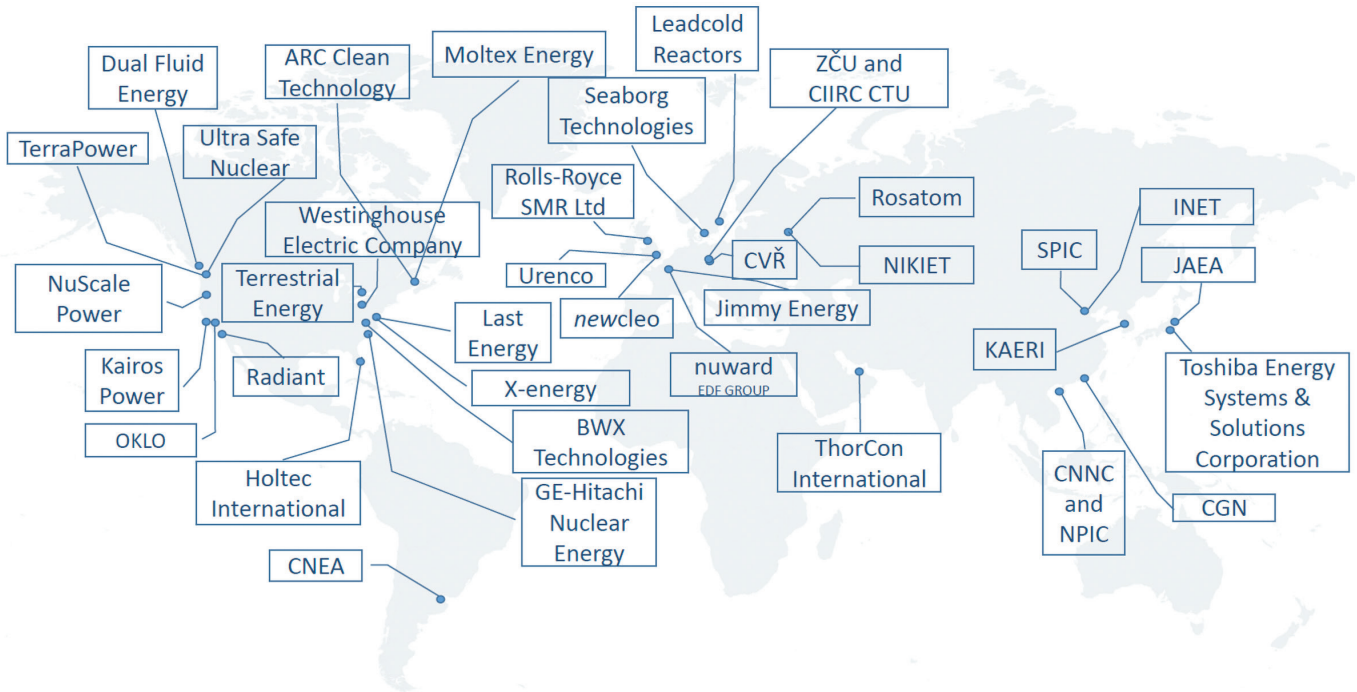 Dual Fluid
Energy
ARC Clean
Technology
Moltex Energy
Leadcold
Reactors
ZČU and
CIIRC CTU
Seaborg
Technologies
TerraPower
Ultra Safe
Nuclear
Rolls-Royce
SMR Ltd
Rosatom
INET
Westinghouse
Electric Company
SPIC
JAEA
NuScale
Power
Terrestrial
Energy
Urenco
CVŘ
NIKIET
newcleo
Jimmy Energy
Last
Energy
KAERI
Kairos
Power
Radiant
X-energy
nuward
EDF GROUP
Toshiba Energy
Systems &
Solutions
Corporation
OKLO
BWX
Technologies
ThorCon
International
Holtec
International
CNNC
and
NPIC
GE-Hitachi
Nuclear
Energy
CGN
CNEA